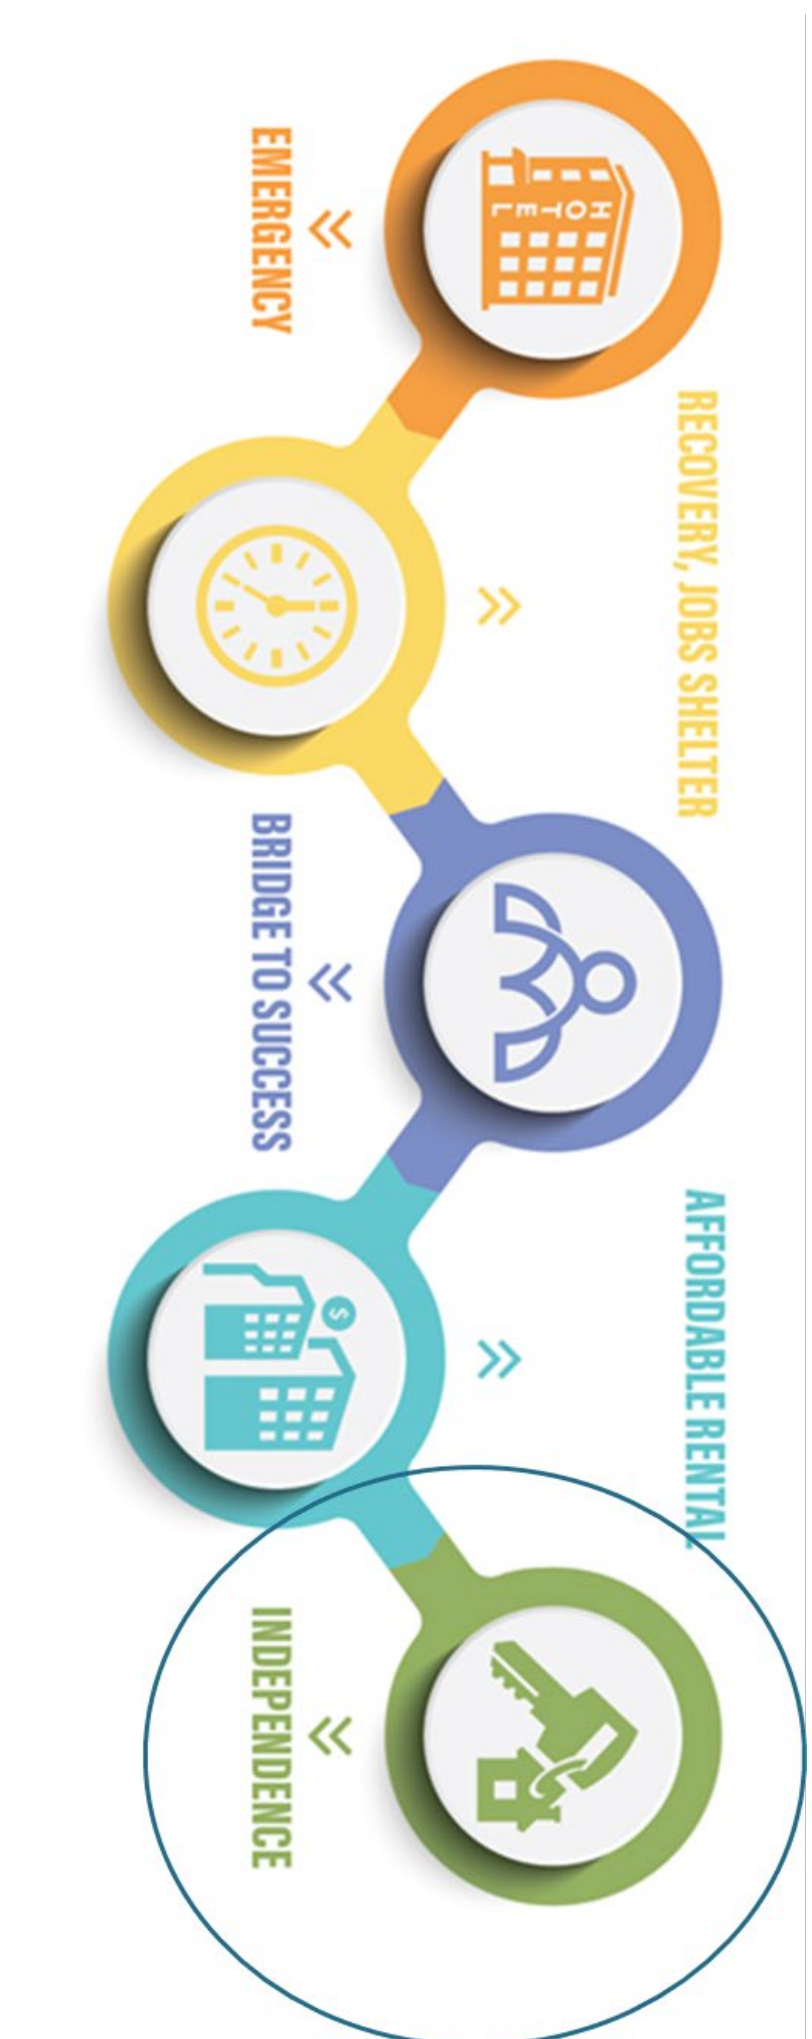 HOTEL
EMERGENCY
RECOVERY, JOBS SHELTER
BRIDGE TO SUCCESS
$
AFFORDABLE RENTAL
INDEPENDENCE